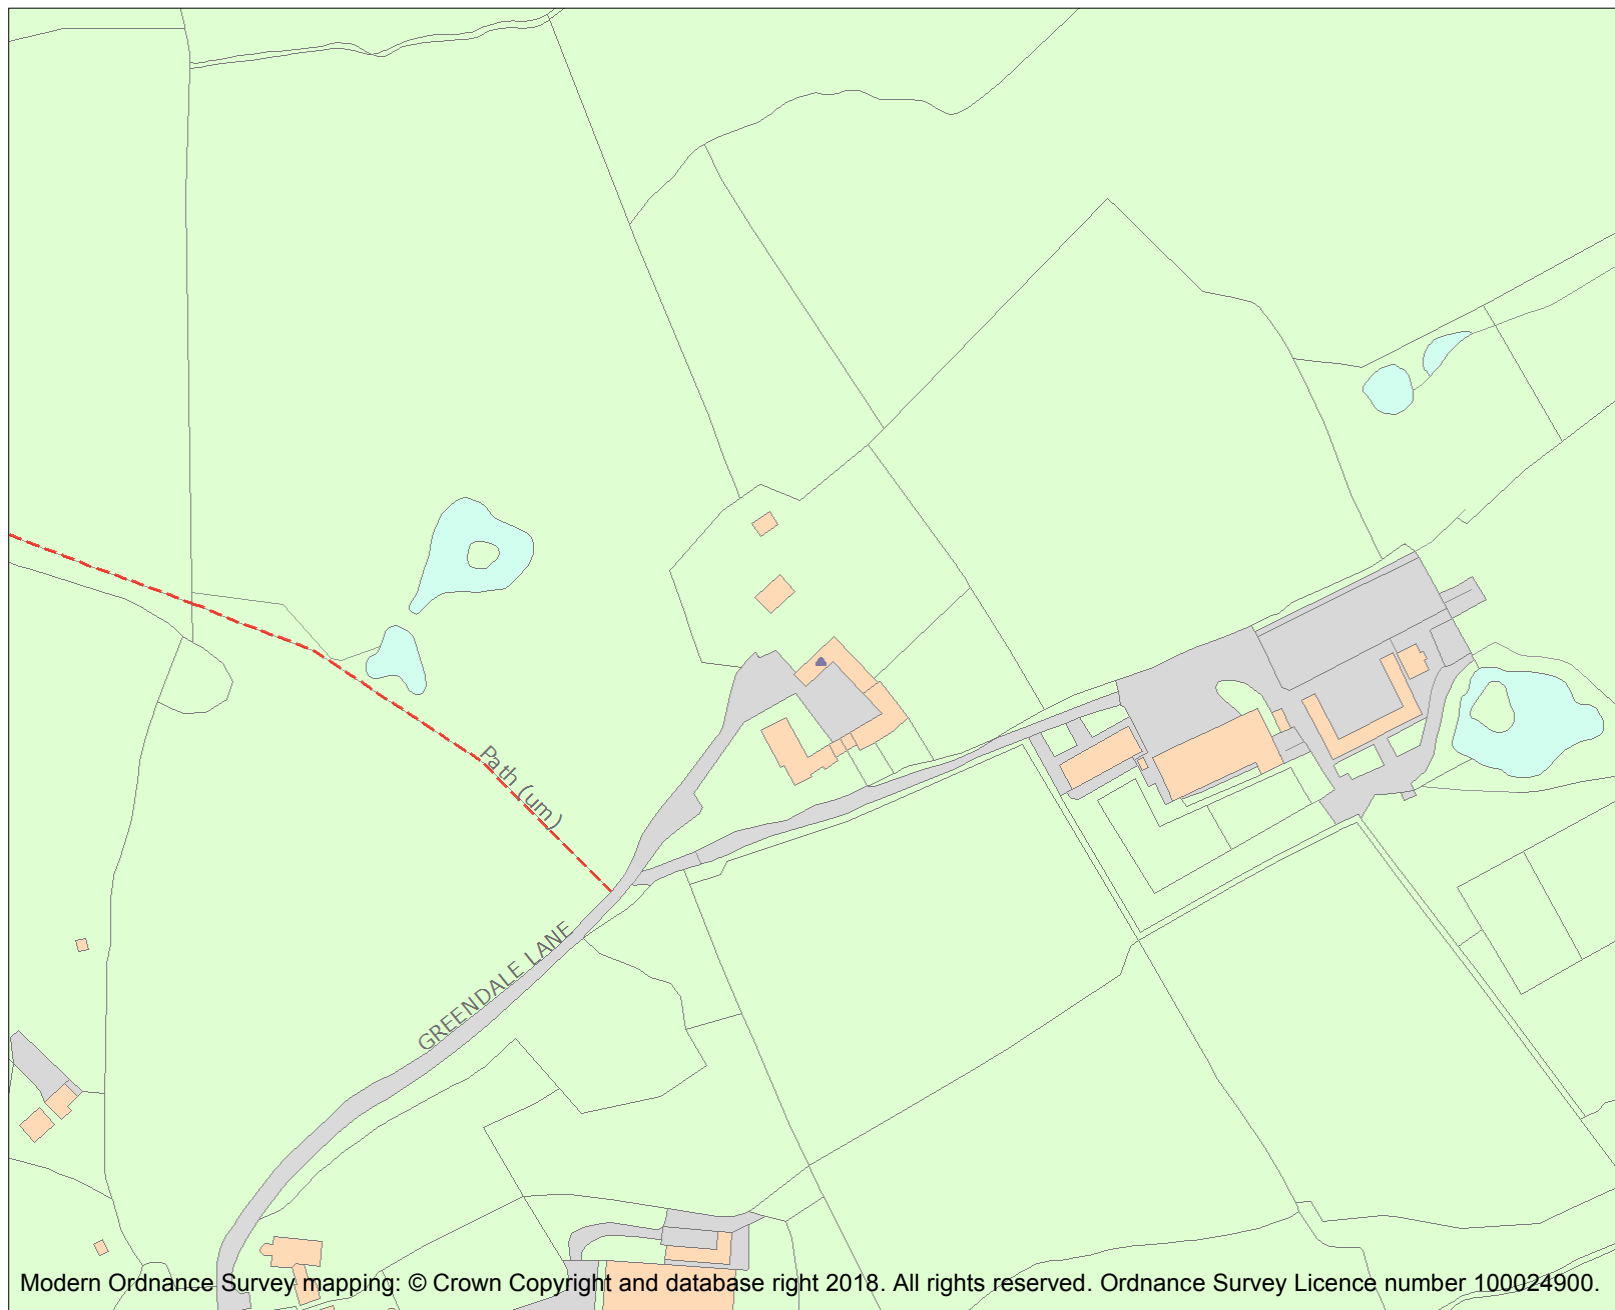 Path (um)
GREENDALE LANE
Modern Ordnance Survey mapping: © Crown Copyright and database right 2018. All rights reserved. Ordnance Survey Licence number 100024900.